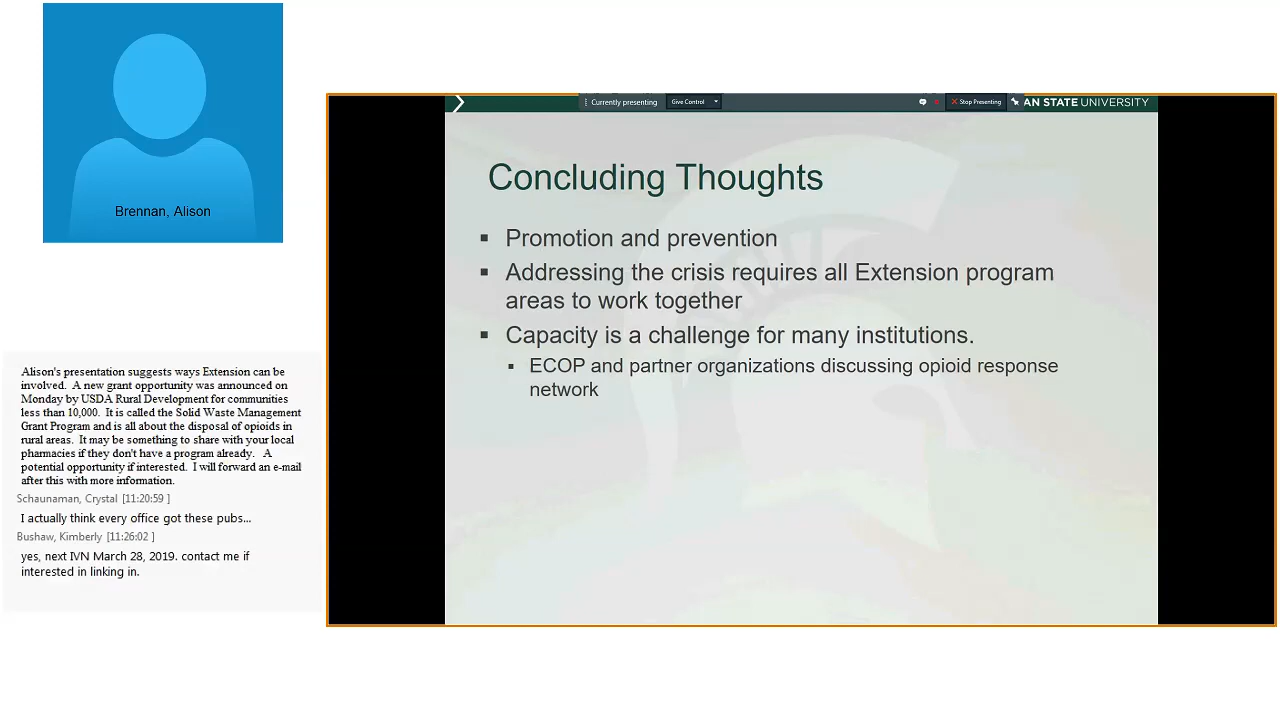 Brennan, Alison
Alison's presentation suggests ways Extension can be
involved. A new grant opportunity was announced on
Monday by USDA Rural Development for communities
less than 10,000. It is called the Solid Waste Management
Grant Program and is all about the disposal of opioids in
rural areas. It may be something to share with your local
pharmacies if they don't have a program already. A
potential opportunity if interested. I will forward an e-mail
after this with more information.
Schaunaman, Crystal [11:20:59 ]
I actually think every office got these pubs...
Bushaw, Kimberly [11:26:02 ]
yes, next IVN March 28, 2019. contact me if
interested in linking in.
Currently presenting Give Control Stop Presenting AN STATE UNIVERSITY
Concluding Thoughts
▪ Promotion and prevention
▪ Addressing the crisis requires all Extension program
areas to work together
▪ Capacity is a challenge for many institutions.
▪ ECOP and partner organizations discussing opioid response
network